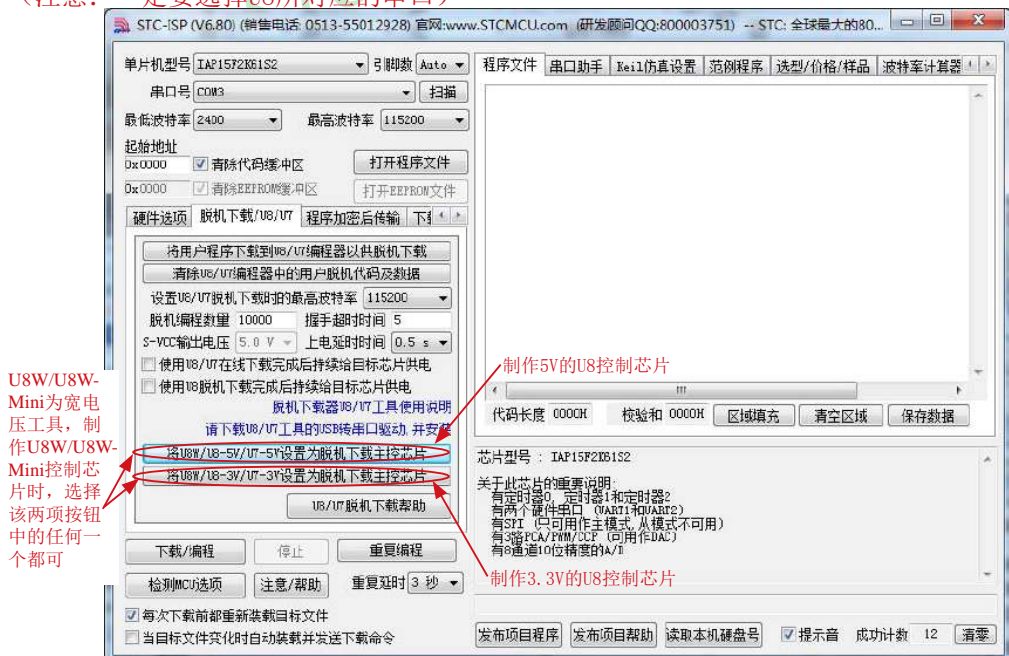 (注意: 一定要选择U8所对应的串口)
STC-ISP (V6.80) (销售电话: 0513-55012928) 官网:www.STCMCU.com (研发顾问QQ:800003751) -- STC: 全球最大的80...
单片机型号 IAP15F2K61S2 引脚数 Auto
串口号 COM3 扫描
最低波特率 2400 最高波特率 115200
起始地址
0x0000 清除代码缓冲区 打开程序文件
0x0000 清除EEPROM缓冲区 打开EEPROM文件
硬件选项 脱机下载/U8/U7 程序加密后传输
将用户程序下载到U8/U7编程器以供脱机下载
清除U8/U7编程器中的用户脱机代码及数据
设置U8/U7脱机下载时的最高波特率 115200
脱机编程数量 10000 握手超时时间 5
S-VCC输出电压 5.0 V 上电延时时间 0.5 s
使用U8/U7在线下载完成后持续给目标芯片供电
使用U8脱机下载完成后持续给目标芯片供电
脱机下载器U8/U7工具使用说明
请下载U8/U7工具的USB转串口驱动,并安装
将U8W/U8-5V/U7-5V设置为脱机下载主控芯片
将U8W/U8-3V/U7-3V设置为脱机下载主控芯片
U8/U7脱机下载帮助
下载/编程 停止 重复编程
检测MCU选项 注意/帮助 重复延时 3 秒
每次下载前都重新装载目标文件
当目标文件变化时自动装载并发送下载命令
程序文件 串口助手 Keil仿真设置 范例程序 选型/价格/样品 波特率计算器
代码长度 0000H 校验和 0000H 区域填充 清空区域 保存数据
芯片型号 : IAP15F2K61S2
关于此芯片的重要说明:
有定时器0, 定时器1和定时器2
有两个硬件串口 (UART1和UART2)
有SPI (只可用作主模式,从模式不可用)
有3路PCA/PWM/CCP (可用作DAC)
有8通道10位精度的A/D
发布项目程序 发布项目帮助 读取本机硬盘号 提示音 成功计数 12 清零
制作5V的U8控制芯片
制作3.3V的U8控制芯片
U8W/U8W-
Mini为宽电
压工具，制
作U8W/U8W-
Mini控制芯
片时，选择
该两项按钮
中的任何一
个都可